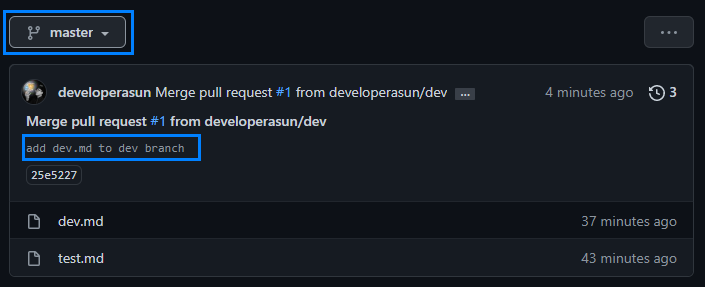 master
...
developerasun Merge pull request #1 from developerasun/dev ... 4 minutes ago 3
Merge pull request #1 from developerasun/dev
add dev.md to dev branch
25e5227
dev.md 37 minutes ago
test.md 43 minutes ago